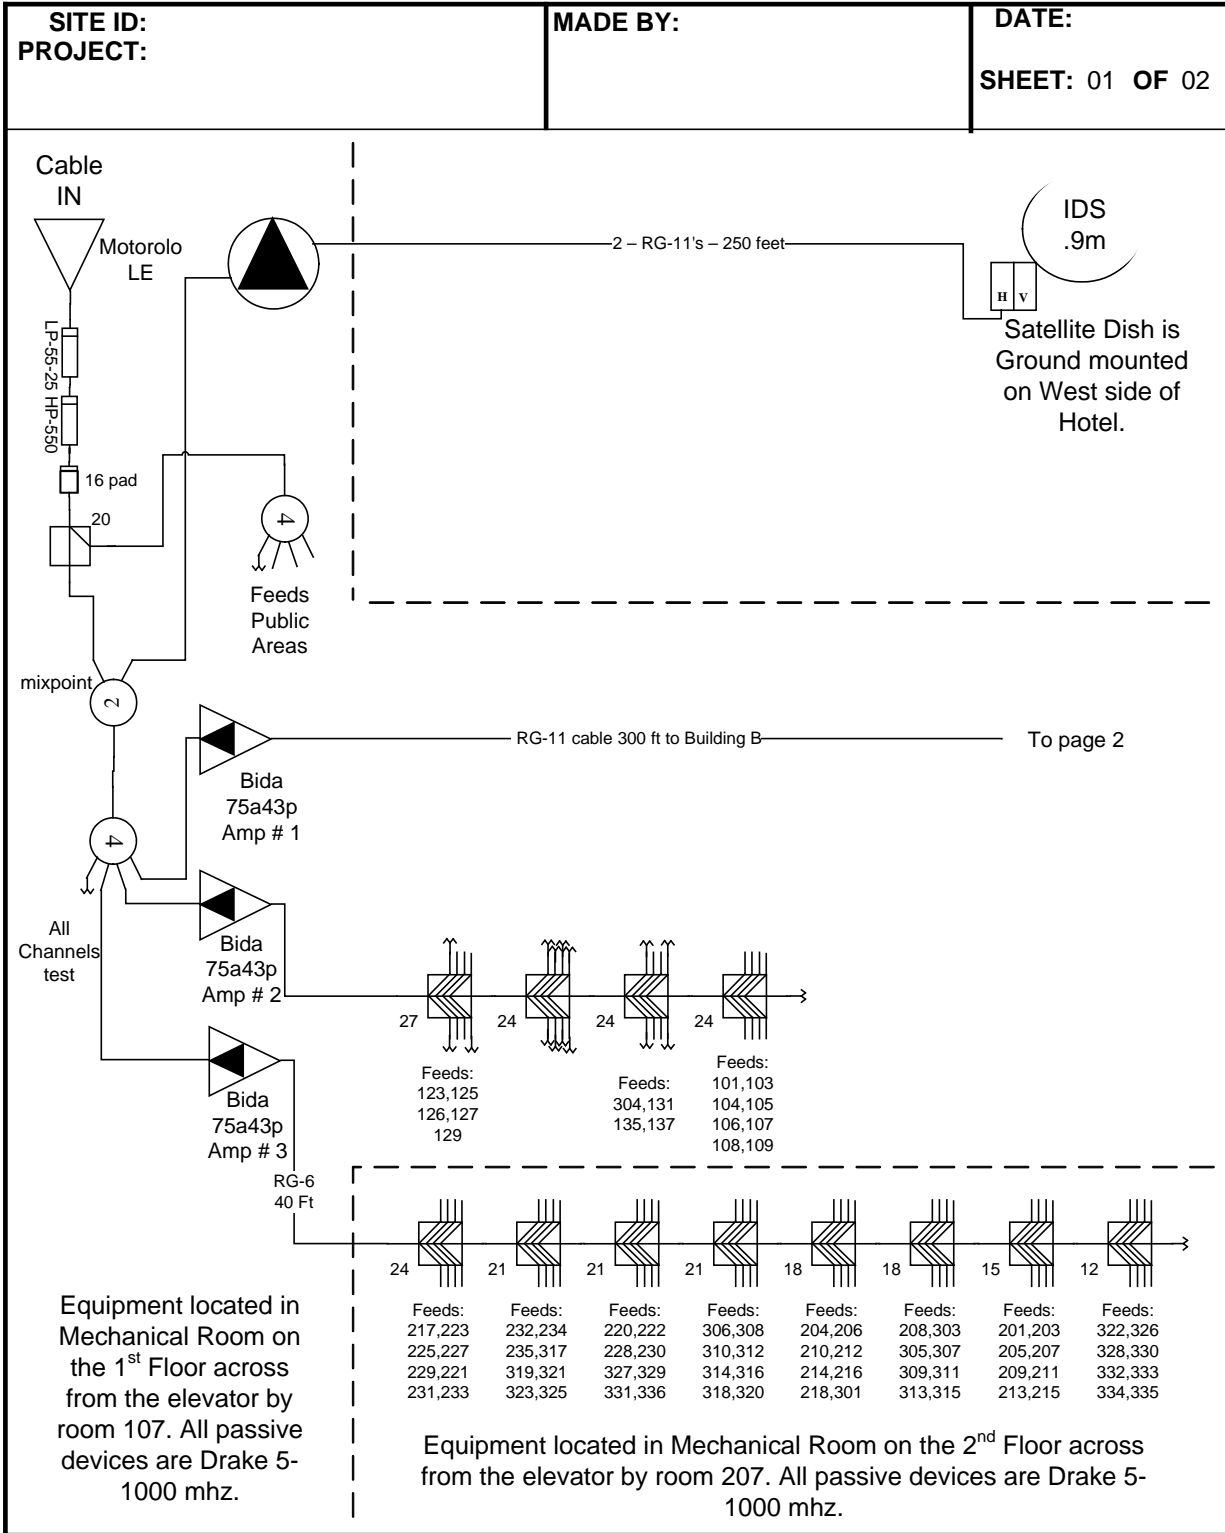 SITE ID:
PROJECT:
MADE BY:
DATE:
SHEET: 01 OF 02
Cable
IN
Motorolo
LE
LP-55-25 HP-550
16 pad
20
4
Feeds
Public
Areas
2 – RG-11's – 250 feet
IDS
.9m
H V
Satellite Dish is
Ground mounted
on West side of
Hotel.
mixpoint
2
4
All
Channels
test
Bida
75a43p
Amp # 1
RG-11 cable 300 ft to Building B
To page 2
Bida
75a43p
Amp # 2
27
24
24
24
Feeds:
123,125
126,127
129
Feeds:
304,131
135,137
Feeds:
101,103
104,105
106,107
108,109
Bida
75a43p
Amp # 3
RG-6
40 Ft
24
21
21
21
18
18
15
12
Feeds:
217,223
225,227
229,221
231,233
Feeds:
232,234
235,317
319,321
323,325
Feeds:
220,222
228,230
327,329
331,336
Feeds:
306,308
310,312
314,316
318,320
Feeds:
204,206
210,212
214,216
218,301
Feeds:
208,303
305,307
309,311
313,315
Feeds:
201,203
205,207
209,211
213,215
Feeds:
322,326
328,330
332,333
334,335
Equipment located in
Mechanical Room on
the 1st Floor across
from the elevator by
room 107. All passive
devices are Drake 5-
1000 mhz.
Equipment located in Mechanical Room on the 2nd Floor across
from the elevator by room 207. All passive devices are Drake 5-
1000 mhz.